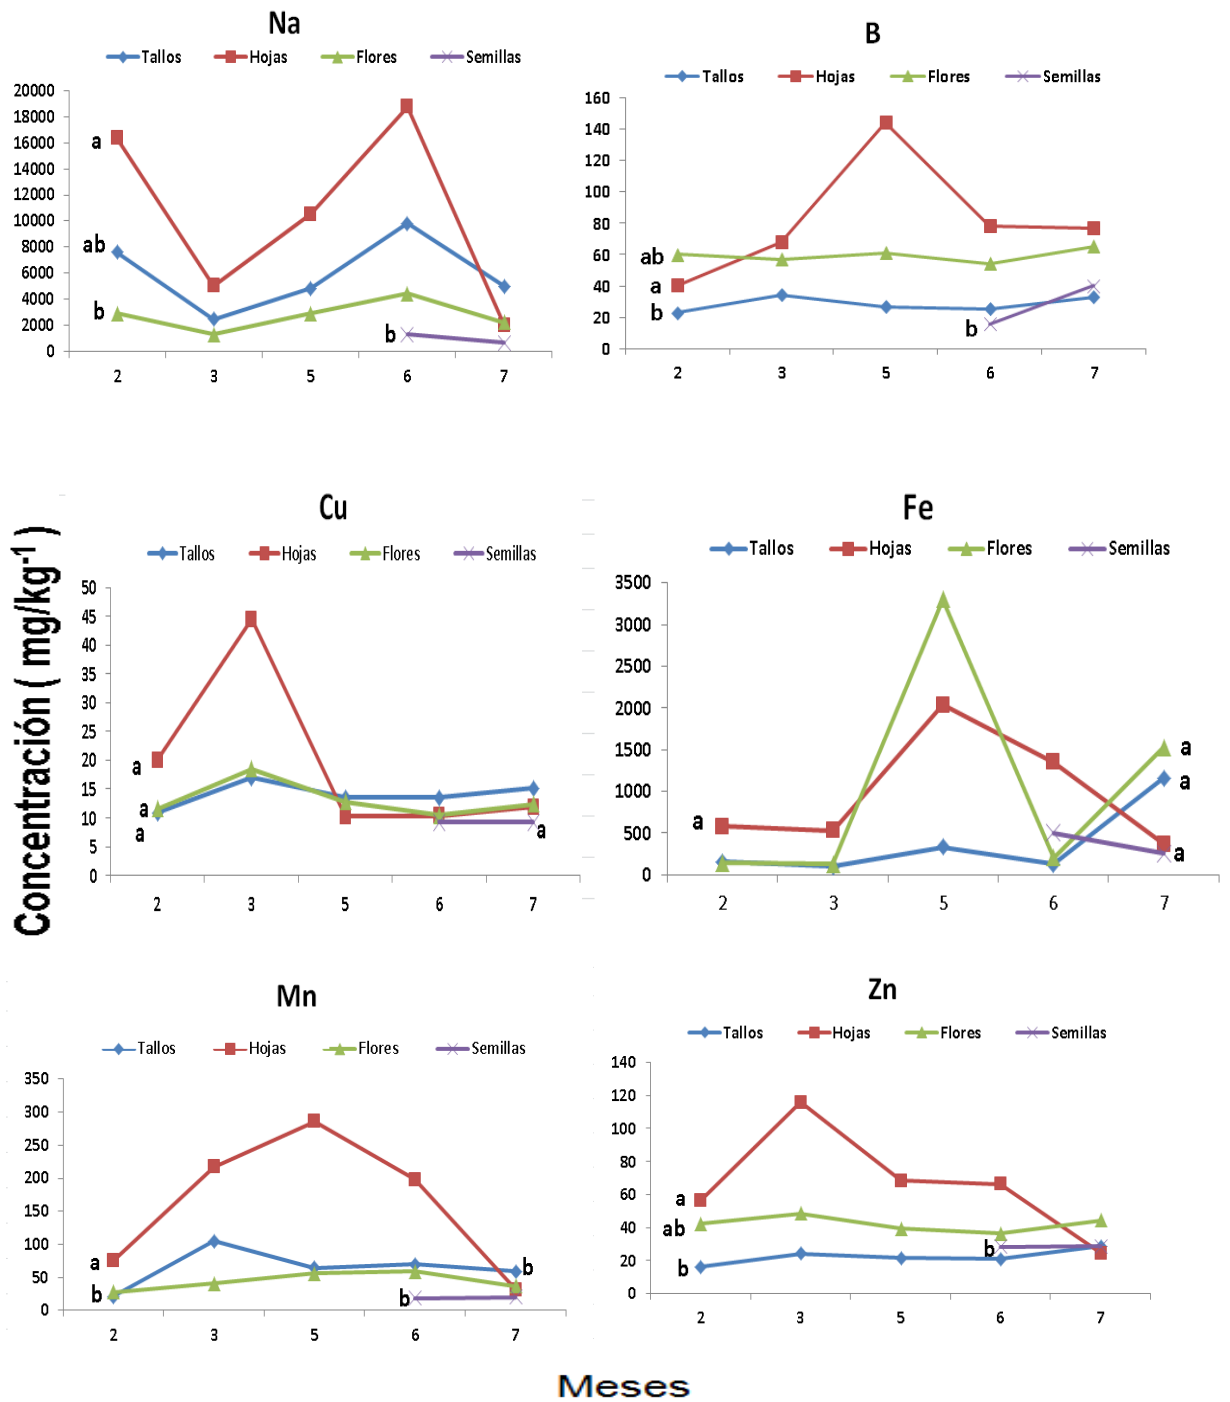 Na
Tallos Hojas Flores Semillas
20000
18000
16000
14000
12000
10000
8000
6000
4000
2000
0
a
ab
b
b
2 3 5 6 7
B
Tallos Hojas Flores Semillas
160
140
120
100
80
60
40
20
0
ab
a
b
b
2 3 5 6 7
Concentración ( mg/kg-1 )
Cu
Tallos Hojas Flores Semillas
50
45
40
35
30
25
20
15
10
5
0
a
a
a
a
2 3 5 6 7
Fe
Tallos Hojas Flores Semillas
3500
3000
2500
2000
1500
1000
500
0
a
a
a
a
2 3 5 6 7
Mn
Tallos Hojas Flores Semillas
350
300
250
200
150
100
50
0
a
b
b
b
2 3 5 6 7
Zn
Tallos Hojas Flores Semillas
140
120
100
80
60
40
20
0
a
ab
b
b
2 3 5 6 7
Meses